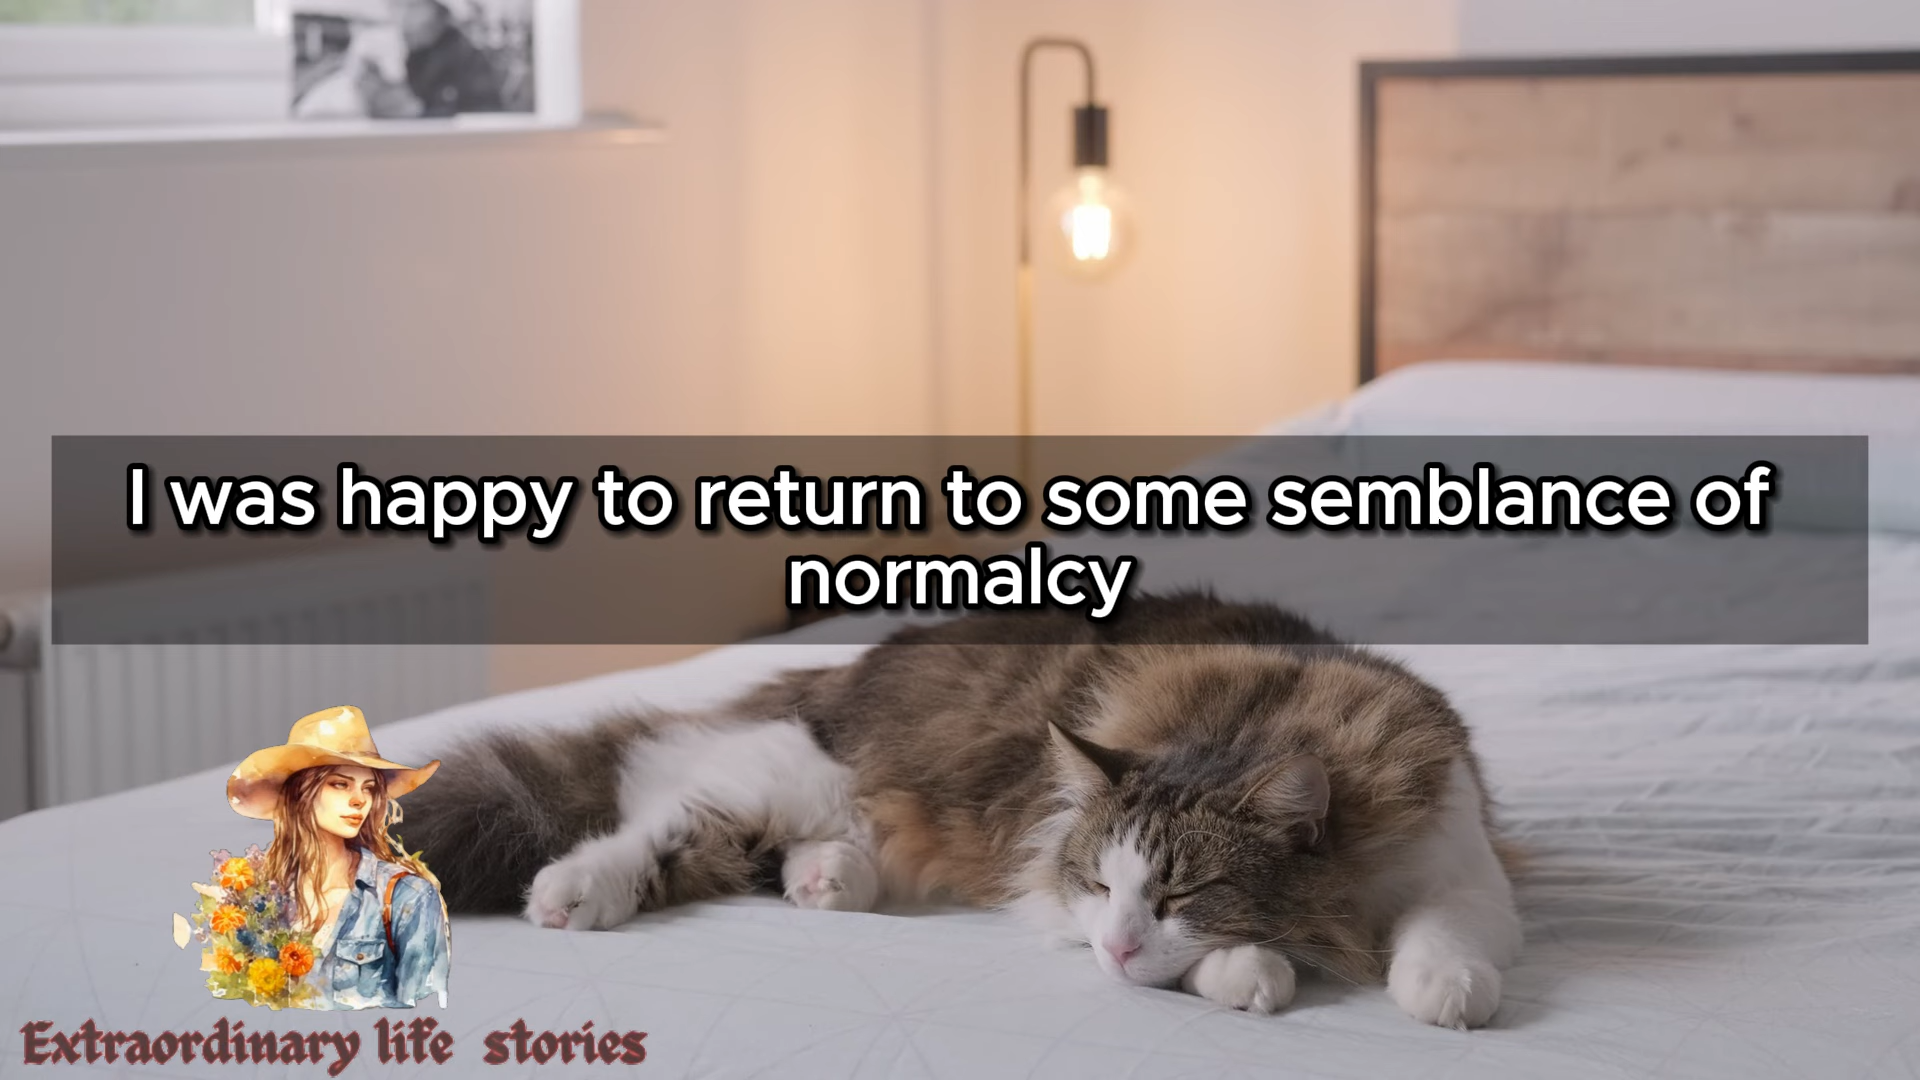 I was happy to return to some semblance of
normalcy
Extraordinary life stories